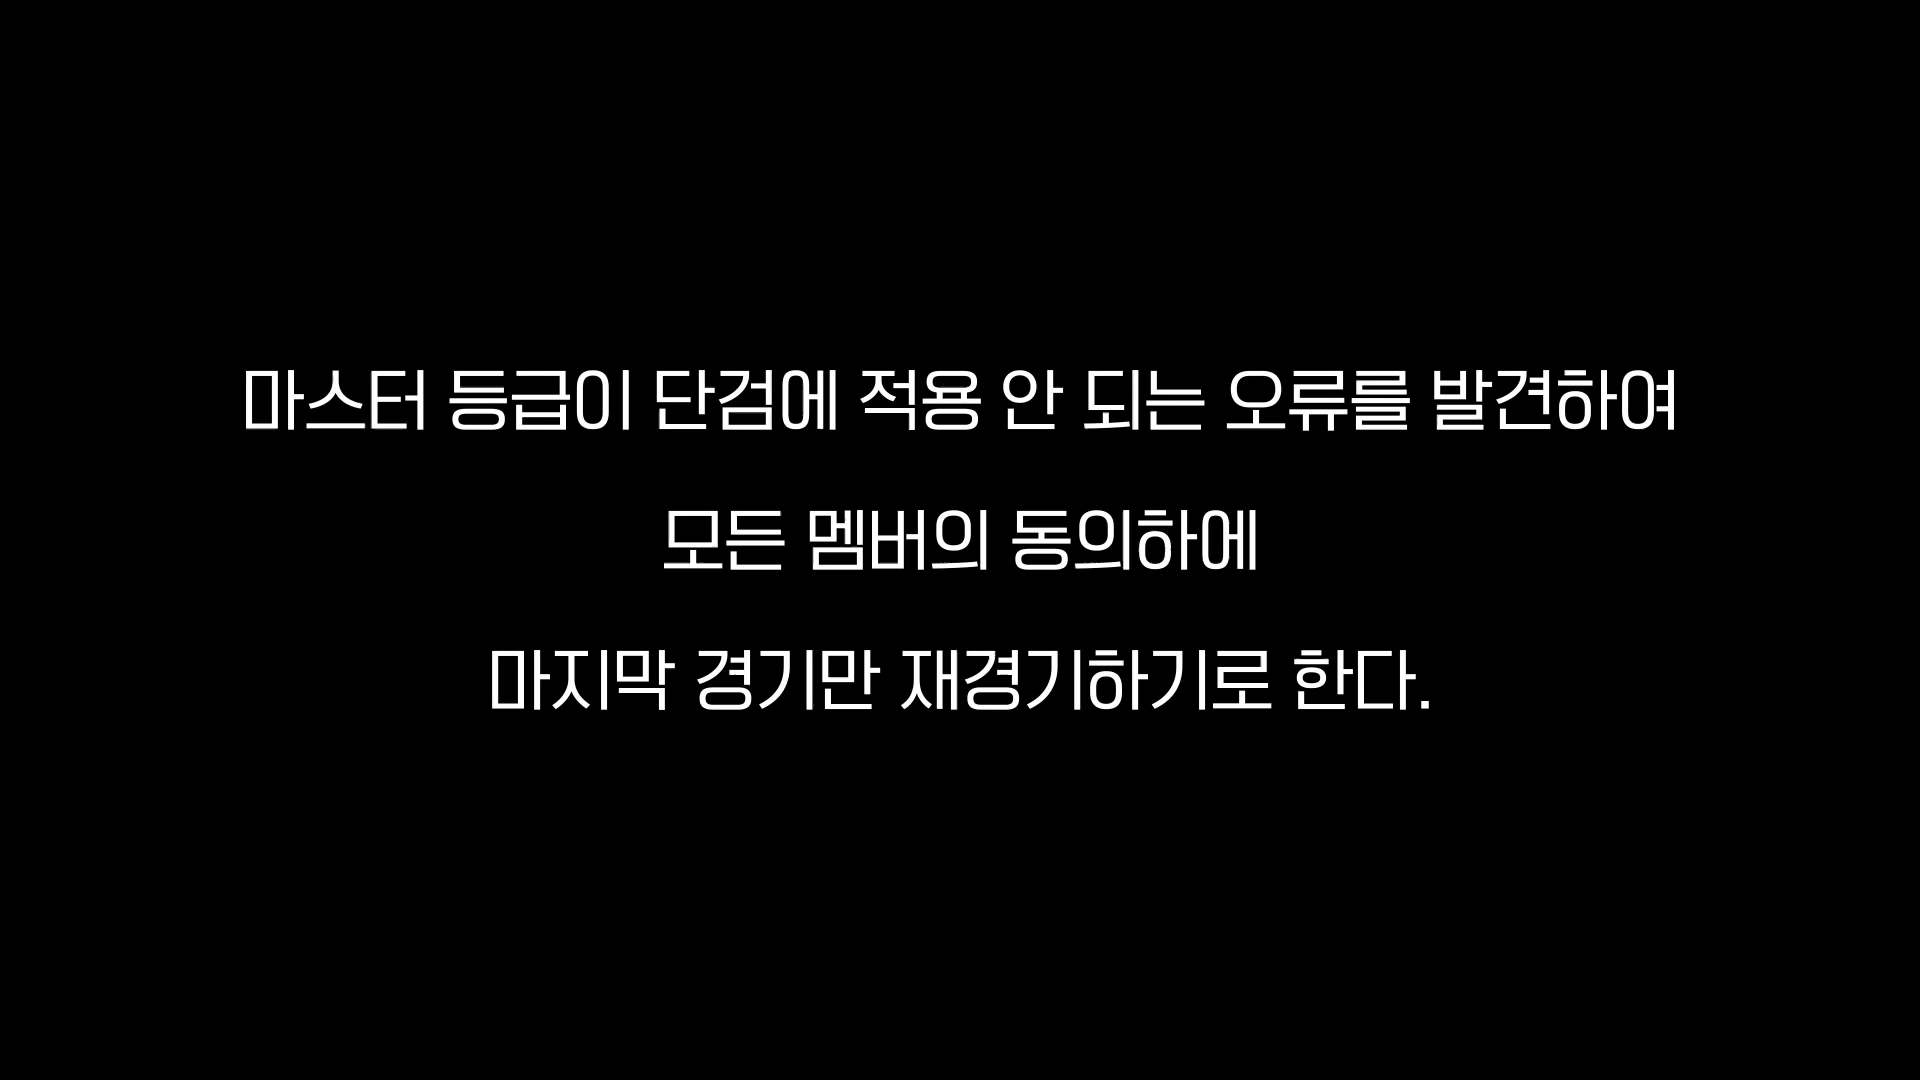 마스터 등급이 단검에 적용 안 되는 오류를 발견하여
모든 멤버의 동의하에
마지막 경기만 재경기하기로 한다.